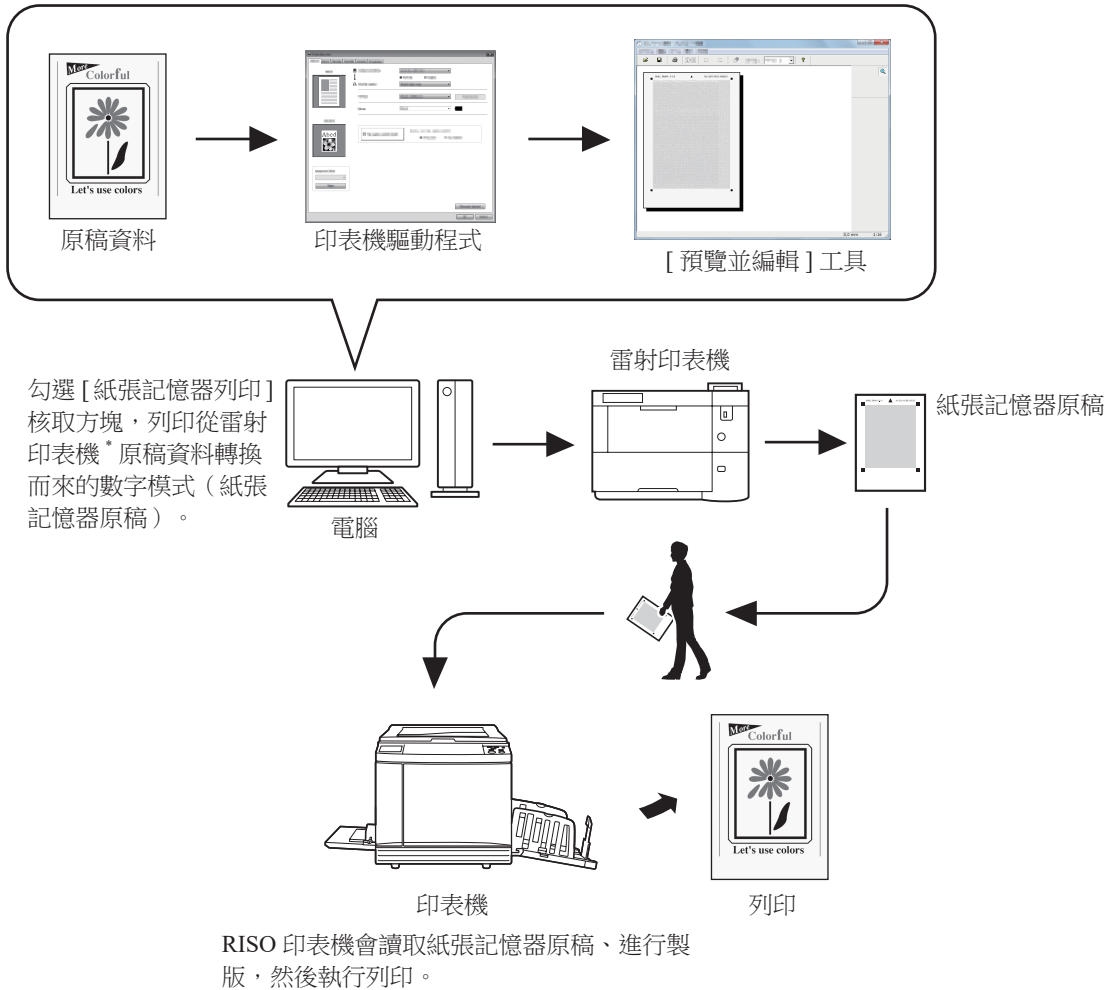 More
Colorful
Let's use colors
原稿資料
印表機驅動程式
[ 預覽並編輯 ] 工具
勾選 [ 紙張記憶器列印 ]
核取方塊，列印從雷射
印表機 * 原稿資料轉換
而來的數字模式（紙張
記憶器原稿）。
電腦
雷射印表機
紙張記憶器原稿
印表機
More
Colorful
Let's use colors
列印
RISO 印表機會讀取紙張記憶器原稿、進行製
版，然後執行列印。